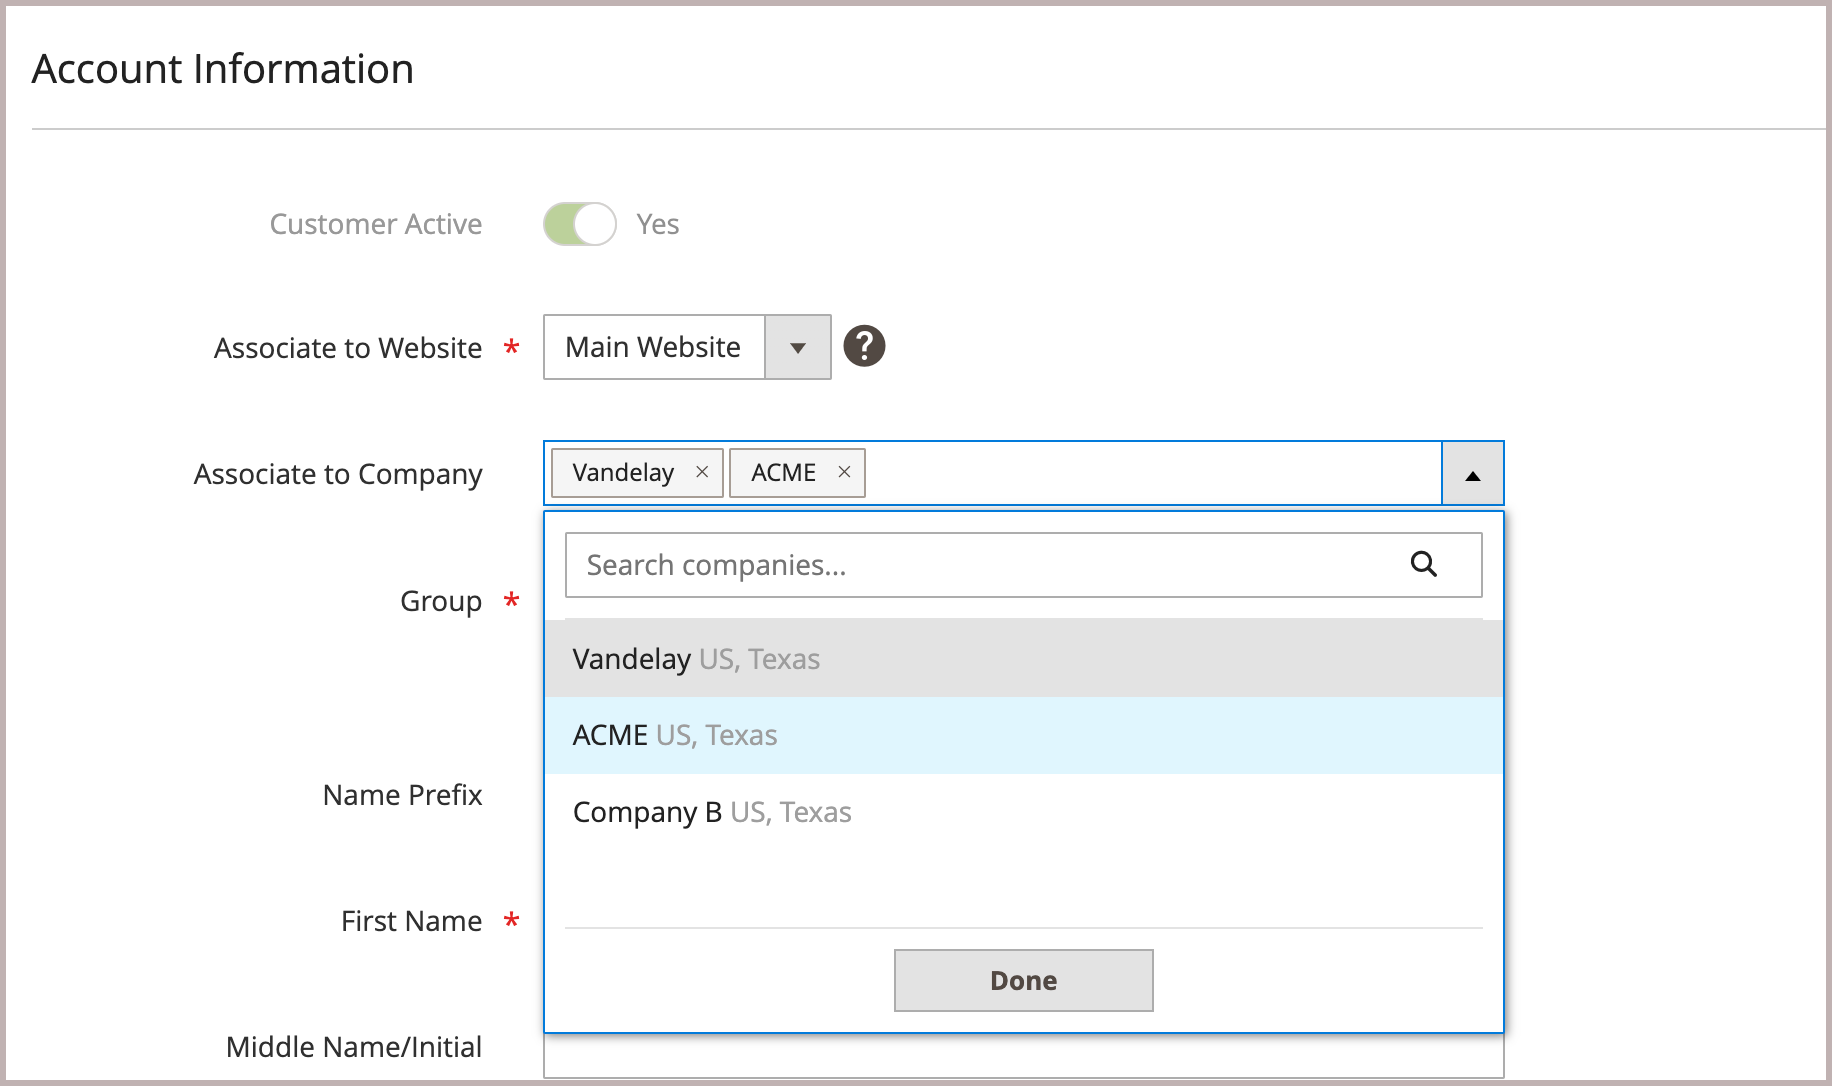 Account Information
Customer Active Yes
Associate to Website * Main Website ?
Associate to Company Vandelay × ACME ×
Search companies...
Group *
Vandelay US, Texas
ACME US, Texas
Name Prefix
Company B US, Texas
First Name *
Done
Middle Name/Initial